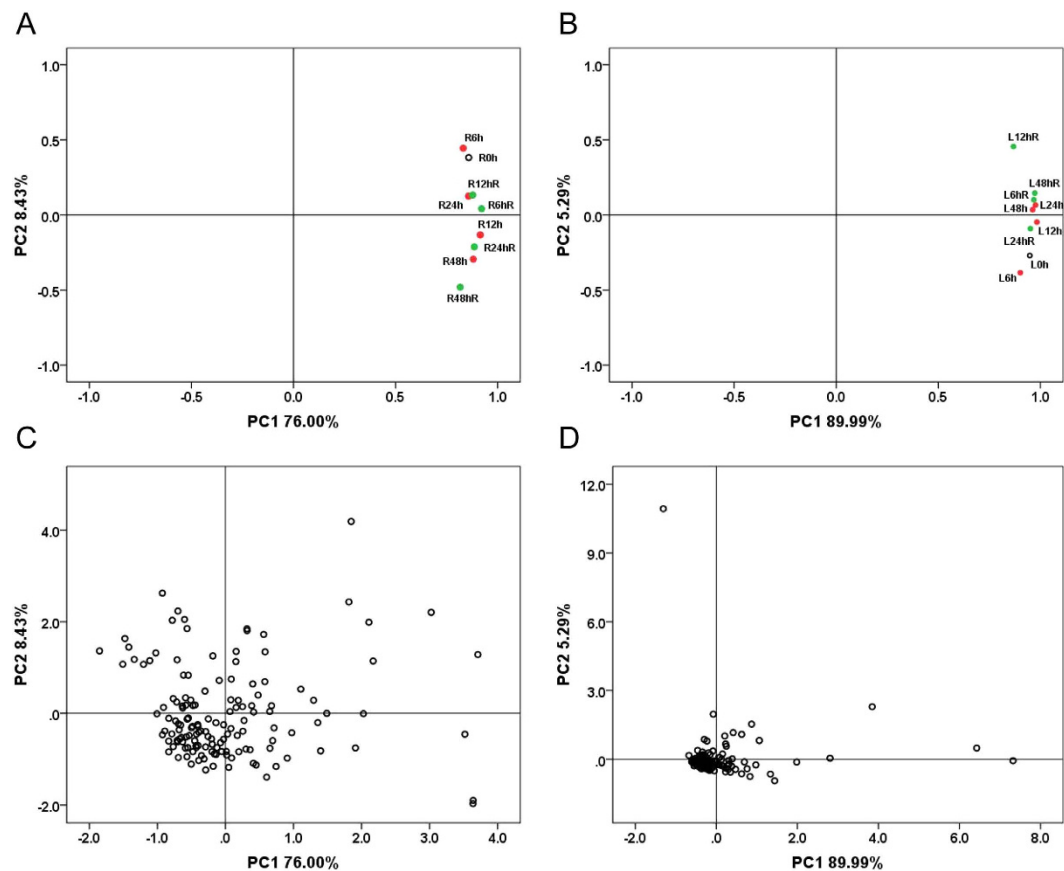 A
B
1.0
0.5
0.0
-0.5
-1.0
-1.0
-0.5
0.0
0.5
1.0
PC2 8.43%
PC1 76.00%
R6h
R0h
R12hR
R24h
R6hR
R12h
R24hR
R48h
R48hR
1.0
0.5
0.0
-0.5
-1.0
-1.0
-0.5
0.0
0.5
1.0
PC2 5.29%
PC1 89.99%
L12hR
L48hR
L6hR
L24h
L48h
L12h
L24hR
L0h
L6h
C
D
4.0
2.0
.0
-2.0
-2.0
-1.0
.0
1.0
2.0
3.0
4.0
PC2 8.43%
PC1 76.00%
12.0
9.0
6.0
3.0
.0
-2.0
.0
2.0
4.0
6.0
8.0
PC2 5.29%
PC1 89.99%